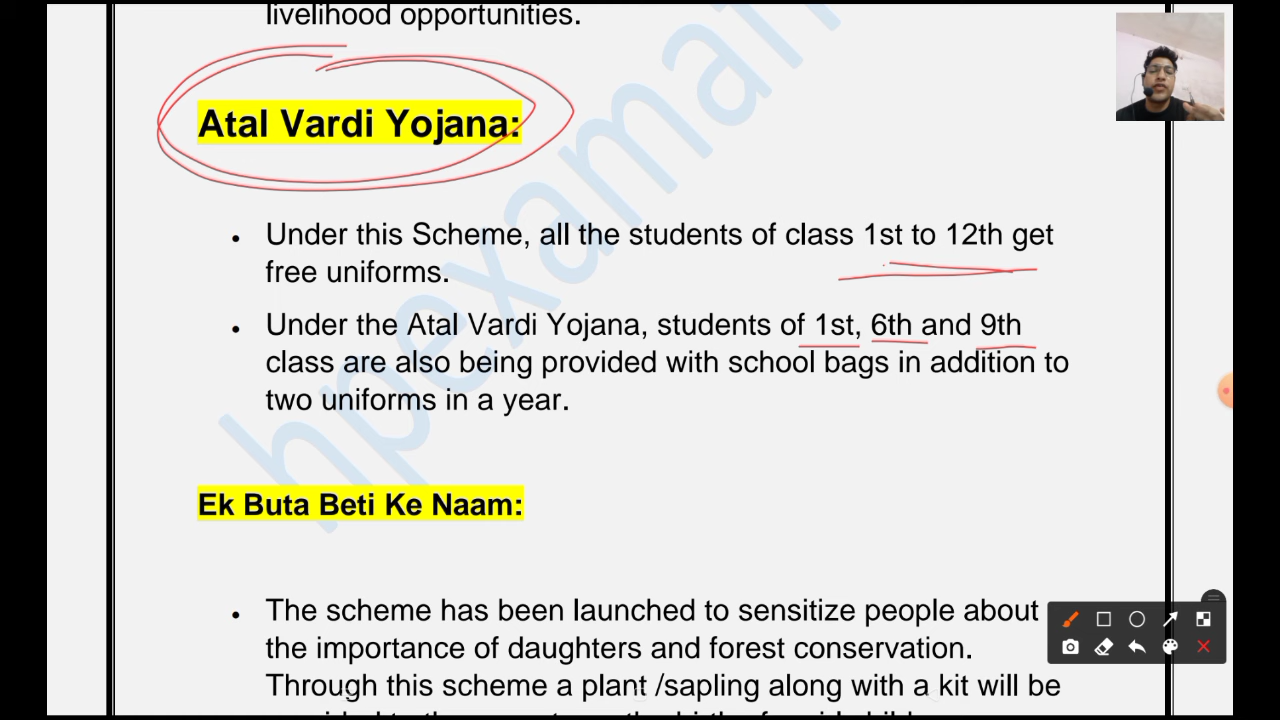 livelihood opportunities.
Atal Vardi Yojana:
• Under this Scheme, all the students of class 1st to 12th get
free uniforms.
• Under the Atal Vardi Yojana, students of 1st, 6th and 9th
class are also being provided with school bags in addition to
two uniforms in a year.
Ek Buta Beti Ke Naam:
• The scheme has been launched to sensitize people about
the importance of daughters and forest conservation.
Through this scheme a plant /sapling along with a kit will be
hpexamaf